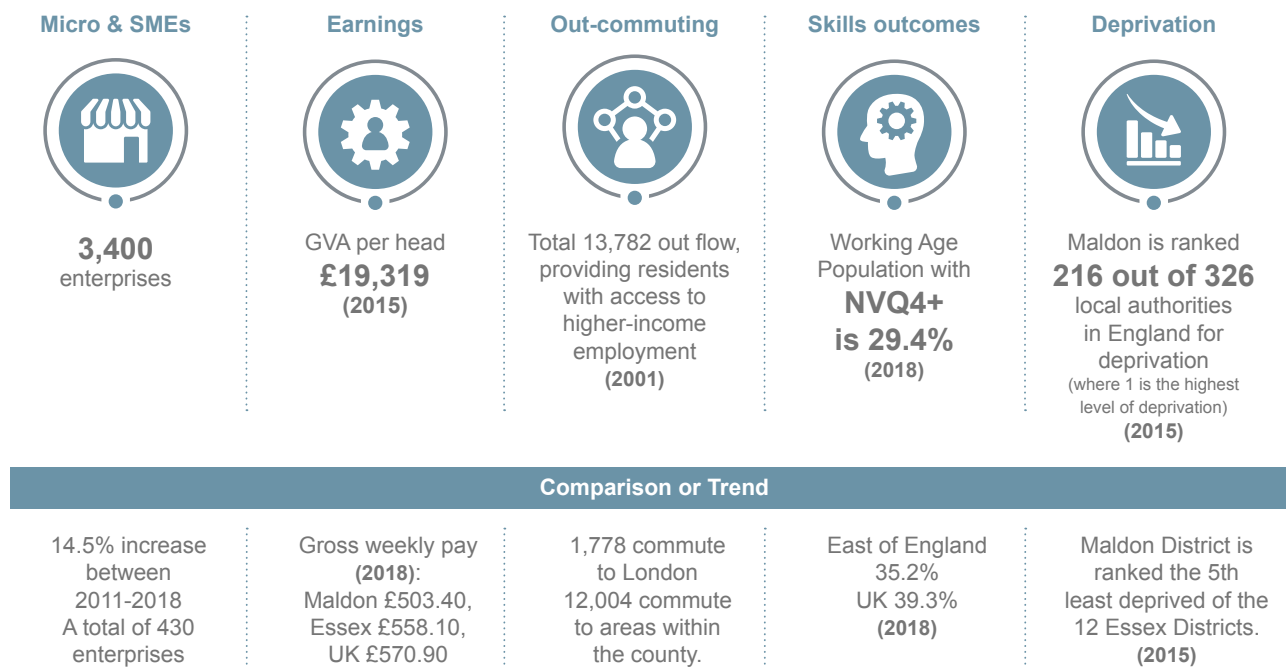 Micro & SMEs
3,400
enterprises
Earnings
GVA per head
£19,319
(2015)
Out-commuting
Total 13,782 out flow,
providing residents
with access to
higher-income
employment
(2001)
Skills outcomes
Working Age
Population with
NVQ4+
is 29.4%
(2018)
Deprivation
Maldon is ranked
216 out of 326
local authorities
in England for
deprivation
(where 1 is the highest
level of deprivation)
(2015)
Comparison or Trend
14.5% increase
between
2011-2018
A total of 430
enterprises
Gross weekly pay
(2018):
Maldon £503.40,
Essex £558.10,
UK £570.90
1,778 commute
to London
12,004 commute
to areas within
the county.
East of England
35.2%
UK 39.3%
(2018)
Maldon District is
ranked the 5th
least deprived of the
12 Essex Districts.
(2015)